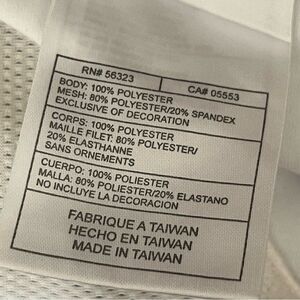 RN# 56323 CA# 05553
BODY: 100% POLYESTER
MESH: 80% POLYESTER/20% SPANDEX
EXCLUSIVE OF DECORATION
CORPS: 100% POLYESTER
MAILLE FILET: 80% POLYESTER/
20% ELASTHANNE
SANS ORNEMENTS
CUERPO: 100% POLIESTER
MALLA: 80% POLIESTER/20% ELASTANO
NO INCLUYE LA DECORACION
FABRIQUE A TAIWAN
HECHO EN TAIWAN
MADE IN TAIWAN